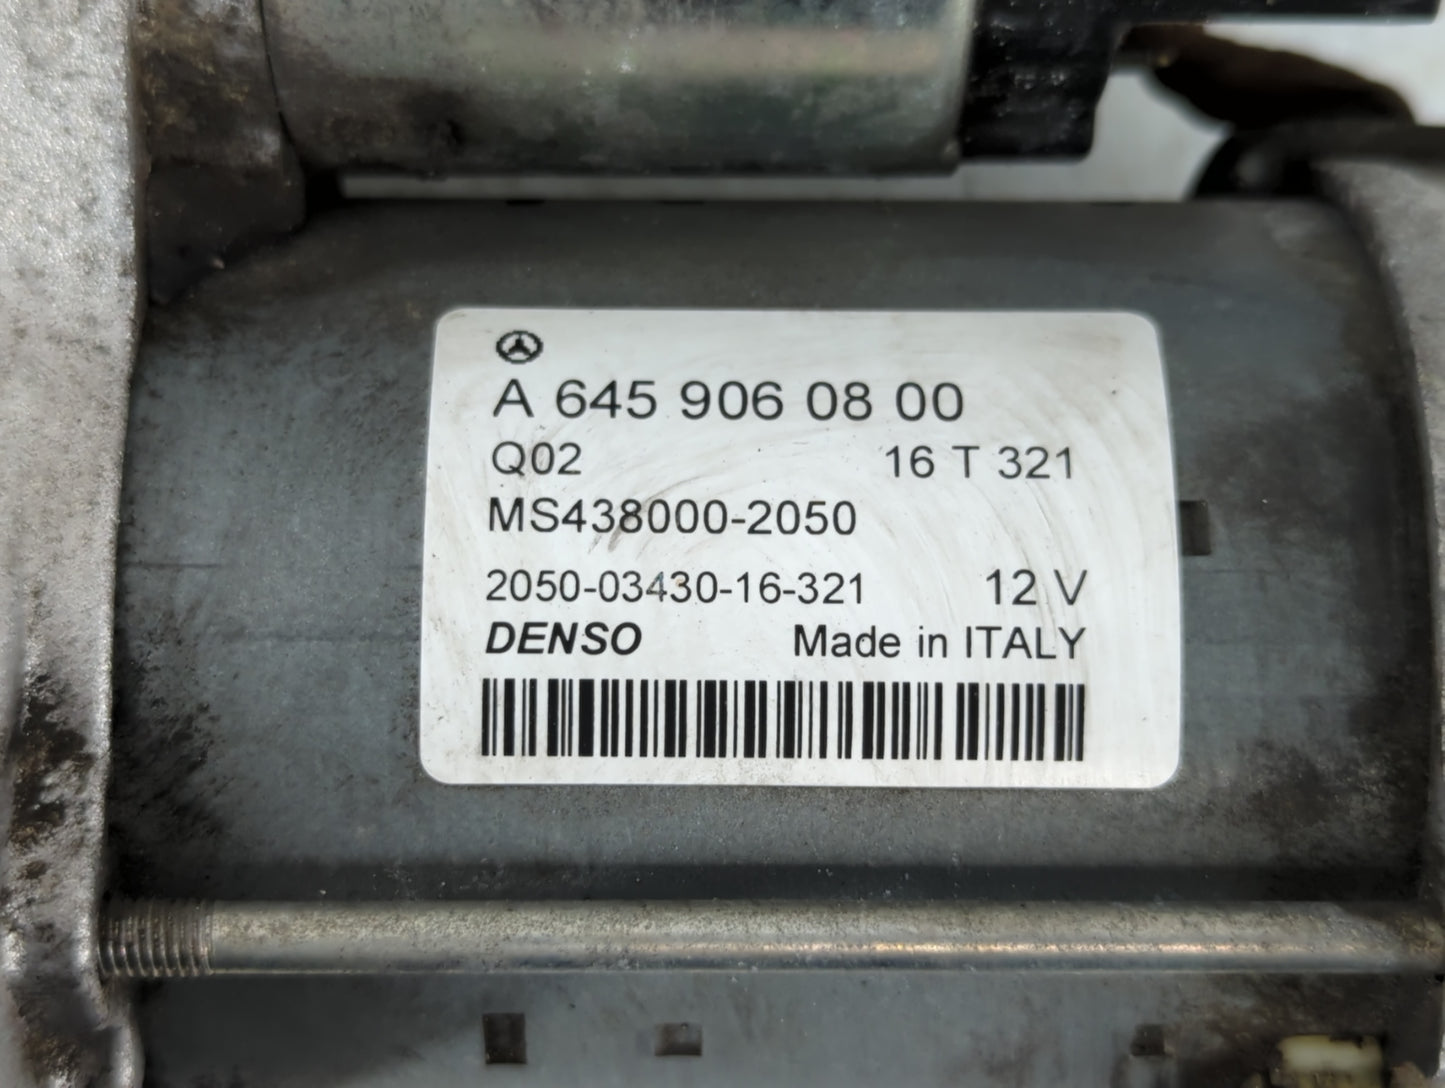 A 645 906 08 00
Q02 16 T 321
MS438000-2050
2050-03430-16-321 12 V
DENSO Made in ITALY